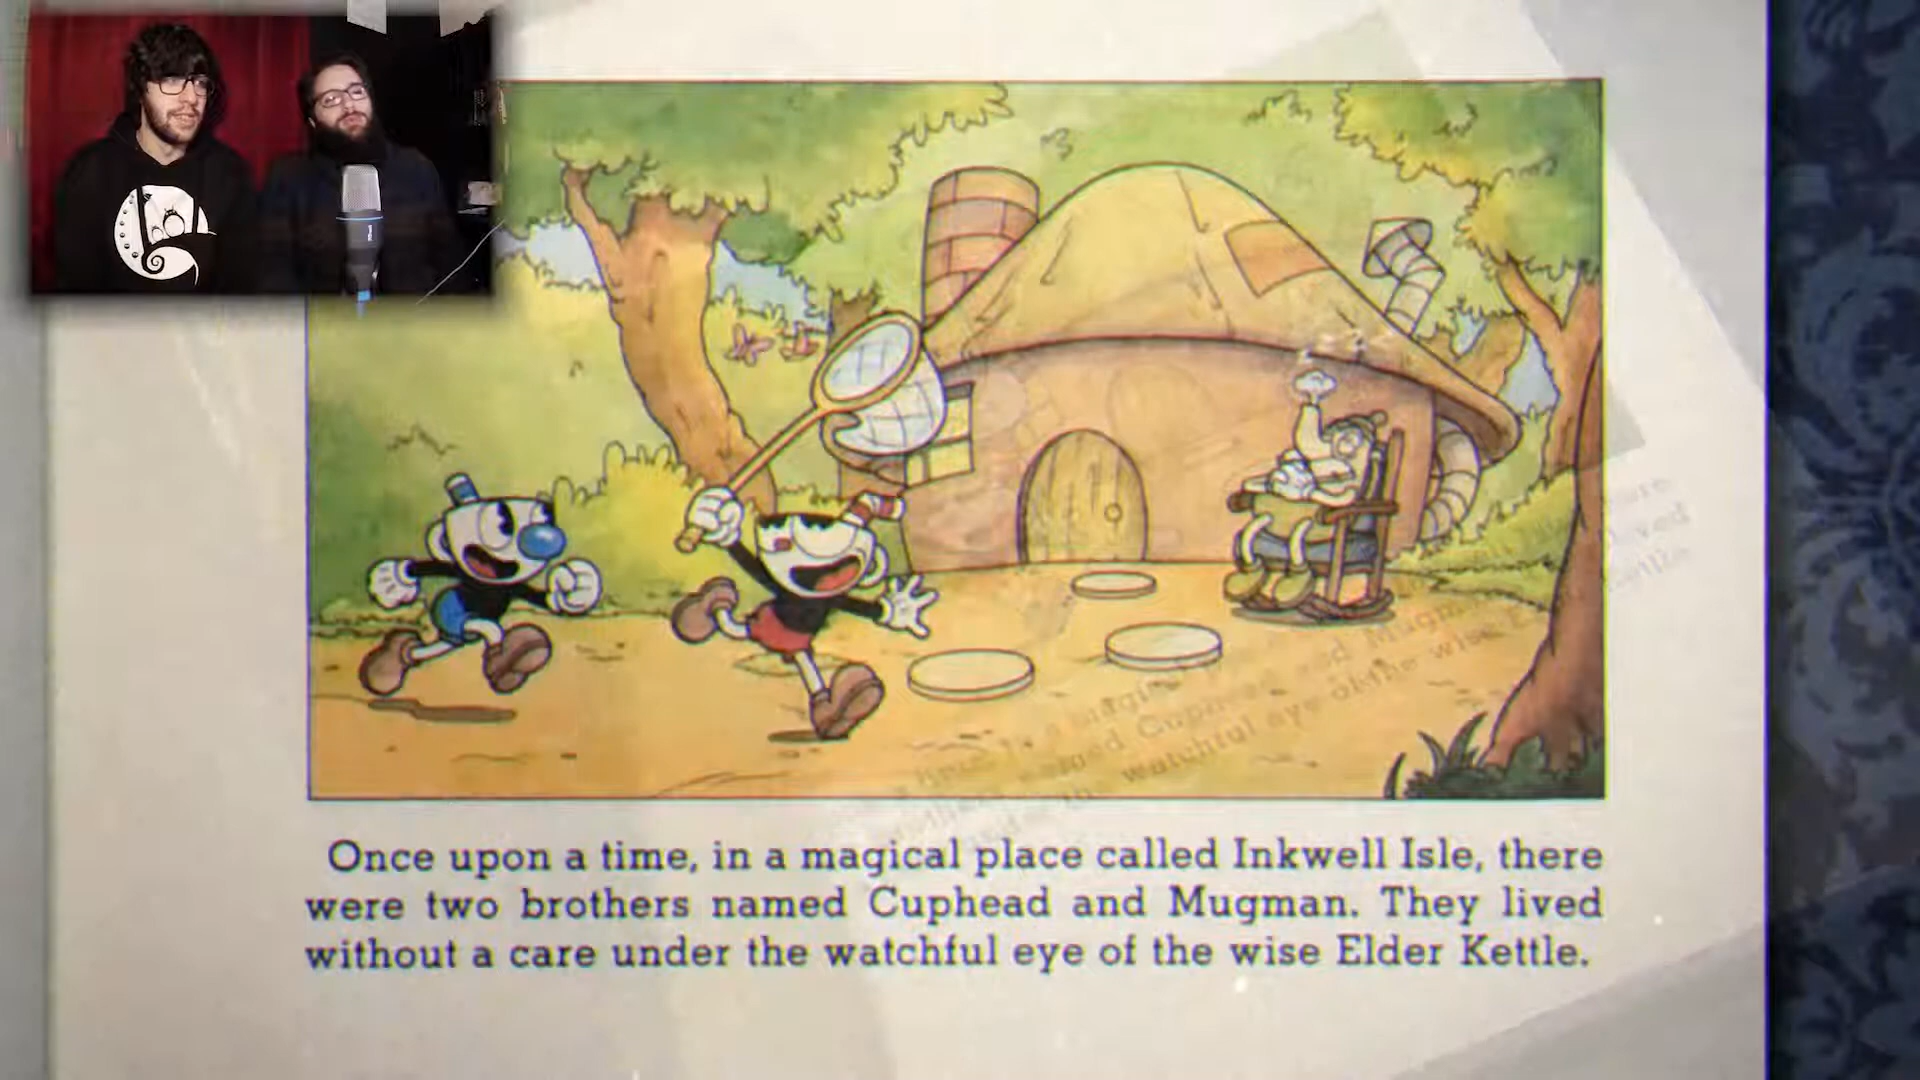 Once upon a time, in a magical place called Inkwell Isle, there
were two brothers named Cuphead and Mugman. They lived
without a care under the watchful eye of the wise Elder Kettle.